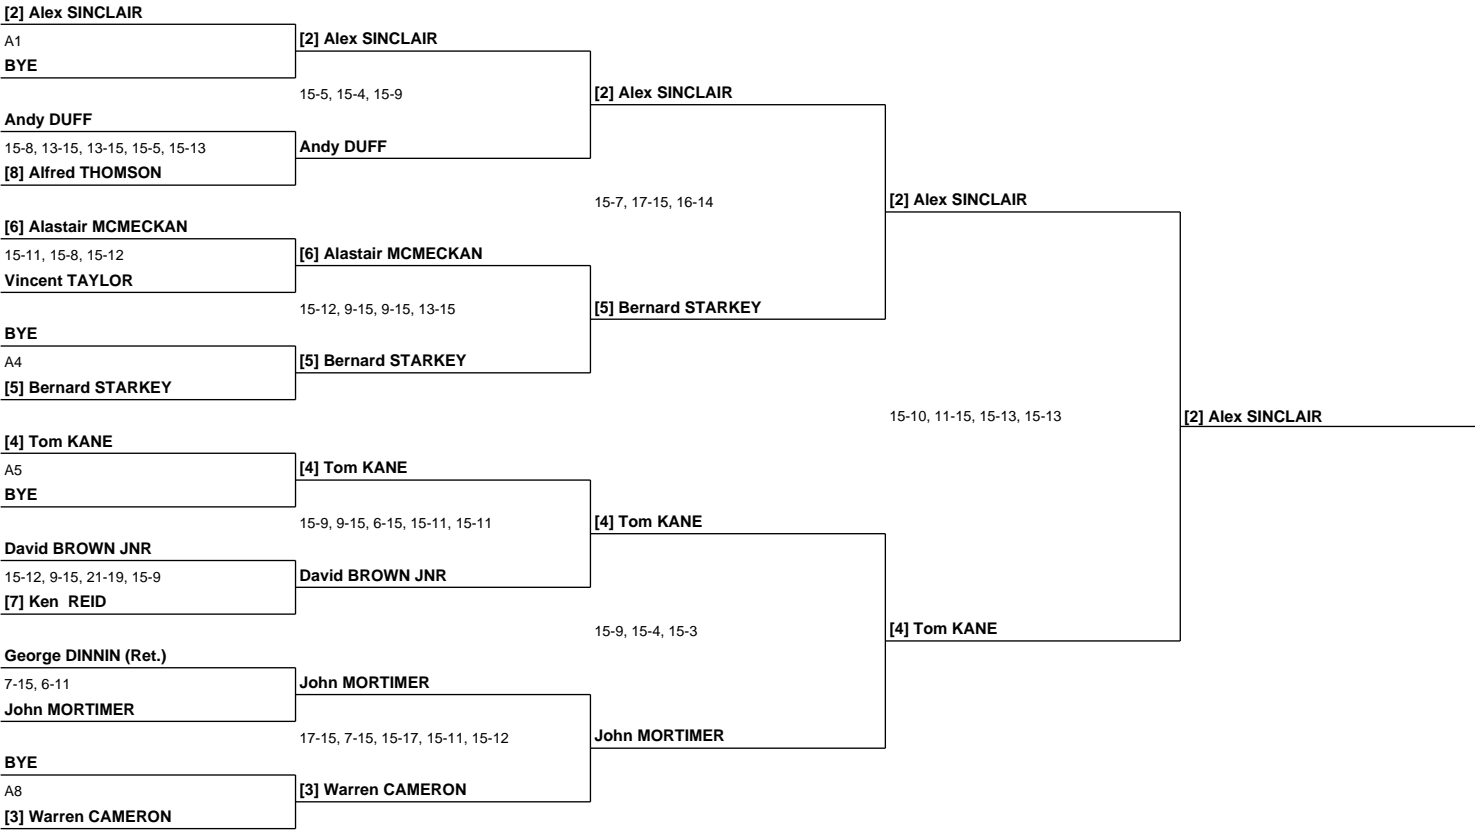 [2] Alex SINCLAIR
A1
BYE
[2] Alex SINCLAIR
15-5, 15-4, 15-9
Andy DUFF
15-8, 13-15, 13-15, 15-5, 15-13
[8] Alfred THOMSON
Andy DUFF
[2] Alex SINCLAIR
15-7, 17-15, 16-14
[6] Alastair MCMECKAN
15-11, 15-8, 15-12
Vincent TAYLOR
[6] Alastair MCMECKAN
15-12, 9-15, 9-15, 13-15
BYE
A4
[5] Bernard STARKEY
[5] Bernard STARKEY
[5] Bernard STARKEY
[2] Alex SINCLAIR
15-10, 11-15, 15-13, 15-13
[2] Alex SINCLAIR
[4] Tom KANE
A5
BYE
[4] Tom KANE
15-9, 9-15, 6-15, 15-11, 15-11
David BROWN JNR
15-12, 9-15, 21-19, 15-9
[7] Ken  REID
David BROWN JNR
[4] Tom KANE
15-9, 15-4, 15-3
[4] Tom KANE
George DINNIN (Ret.)
7-15, 6-11
John MORTIMER
John MORTIMER
17-15, 7-15, 15-17, 15-11, 15-12
BYE
A8
[3] Warren CAMERON
[3] Warren CAMERON
John MORTIMER